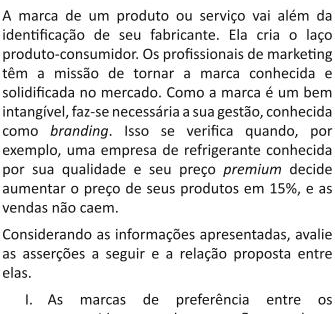 A marca de um produto ou serviço vai além da
identificação de seu fabricante. Ela cria o laço
produto-consumidor. Os profissionais de marketing
têm a missão de tornar a marca conhecida e
solidificada no mercado. Como a marca é um bem
intangível, faz-se necessária a sua gestão, conhecida
como branding. Isso se verifica quando, por
exemplo, uma empresa de refrigerante conhecida
por sua qualidade e seu preço premium decide
aumentar o preço de seus produtos em 15%, e as
vendas não caem.
Considerando as informações apresentadas, avalie
as asserções a seguir e a relação proposta entre
elas.
I. As marcas de preferência entre os